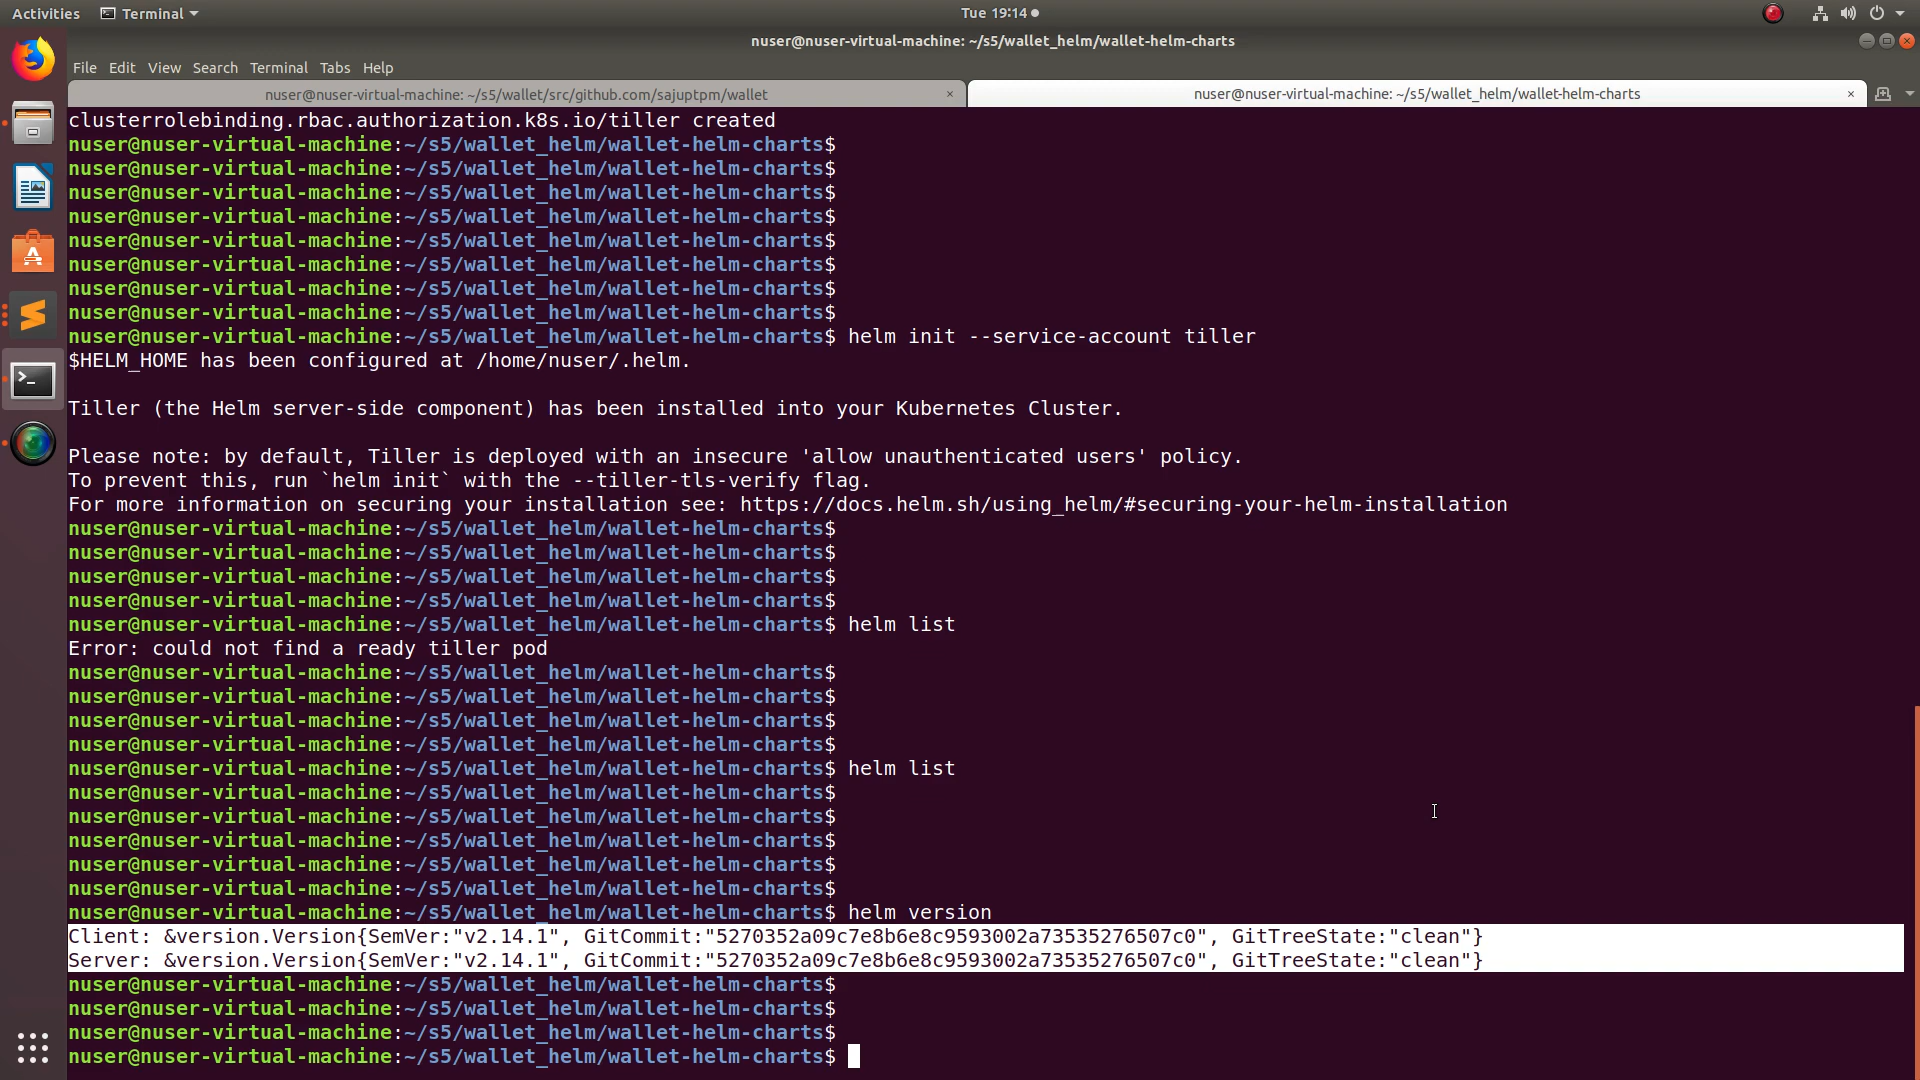 Activities Terminal Tue 19:14
nuser@nuser-virtual-machine: ~/s5/wallet_helm/wallet-helm-charts
File Edit View Search Terminal Tabs Help
nuser@nuser-virtual-machine: ~/s5/wallet/src/github.com/sajuptpm/wallet × nuser@nuser-virtual-machine: ~/s5/wallet_helm/wallet-helm-charts ×
clusterrolebinding.rbac.authorization.k8s.io/tiller created
nuser@nuser-virtual-machine:~/s5/wallet_helm/wallet-helm-charts$
nuser@nuser-virtual-machine:~/s5/wallet_helm/wallet-helm-charts$
nuser@nuser-virtual-machine:~/s5/wallet_helm/wallet-helm-charts$
nuser@nuser-virtual-machine:~/s5/wallet_helm/wallet-helm-charts$
nuser@nuser-virtual-machine:~/s5/wallet_helm/wallet-helm-charts$
nuser@nuser-virtual-machine:~/s5/wallet_helm/wallet-helm-charts$
nuser@nuser-virtual-machine:~/s5/wallet_helm/wallet-helm-charts$
nuser@nuser-virtual-machine:~/s5/wallet_helm/wallet-helm-charts$
nuser@nuser-virtual-machine:~/s5/wallet_helm/wallet-helm-charts$ helm init --service-account tiller
$HELM_HOME has been configured at /home/nuser/.helm.
Tiller (the Helm server-side component) has been installed into your Kubernetes Cluster.
Please note: by default, Tiller is deployed with an insecure 'allow unauthenticated users' policy.
To prevent this, run `helm init` with the --tiller-tls-verify flag.
For more information on securing your installation see: https://docs.helm.sh/using_helm/#securing-your-helm-installation
nuser@nuser-virtual-machine:~/s5/wallet_helm/wallet-helm-charts$
nuser@nuser-virtual-machine:~/s5/wallet_helm/wallet-helm-charts$
nuser@nuser-virtual-machine:~/s5/wallet_helm/wallet-helm-charts$
nuser@nuser-virtual-machine:~/s5/wallet_helm/wallet-helm-charts$
nuser@nuser-virtual-machine:~/s5/wallet_helm/wallet-helm-charts$ helm list
Error: could not find a ready tiller pod
nuser@nuser-virtual-machine:~/s5/wallet_helm/wallet-helm-charts$
nuser@nuser-virtual-machine:~/s5/wallet_helm/wallet-helm-charts$
nuser@nuser-virtual-machine:~/s5/wallet_helm/wallet-helm-charts$
nuser@nuser-virtual-machine:~/s5/wallet_helm/wallet-helm-charts$
nuser@nuser-virtual-machine:~/s5/wallet_helm/wallet-helm-charts$ helm list
nuser@nuser-virtual-machine:~/s5/wallet_helm/wallet-helm-charts$
nuser@nuser-virtual-machine:~/s5/wallet_helm/wallet-helm-charts$
nuser@nuser-virtual-machine:~/s5/wallet_helm/wallet-helm-charts$
nuser@nuser-virtual-machine:~/s5/wallet_helm/wallet-helm-charts$
nuser@nuser-virtual-machine:~/s5/wallet_helm/wallet-helm-charts$
nuser@nuser-virtual-machine:~/s5/wallet_helm/wallet-helm-charts$ helm version
Client: &version.Version{SemVer:"v2.14.1", GitCommit:"5270352a09c7e8b6e8c9593002a73535276507c0", GitTreeState:"clean"}
Server: &version.Version{SemVer:"v2.14.1", GitCommit:"5270352a09c7e8b6e8c9593002a73535276507c0", GitTreeState:"clean"}
nuser@nuser-virtual-machine:~/s5/wallet_helm/wallet-helm-charts$
nuser@nuser-virtual-machine:~/s5/wallet_helm/wallet-helm-charts$
nuser@nuser-virtual-machine:~/s5/wallet_helm/wallet-helm-charts$
nuser@nuser-virtual-machine:~/s5/wallet_helm/wallet-helm-charts$